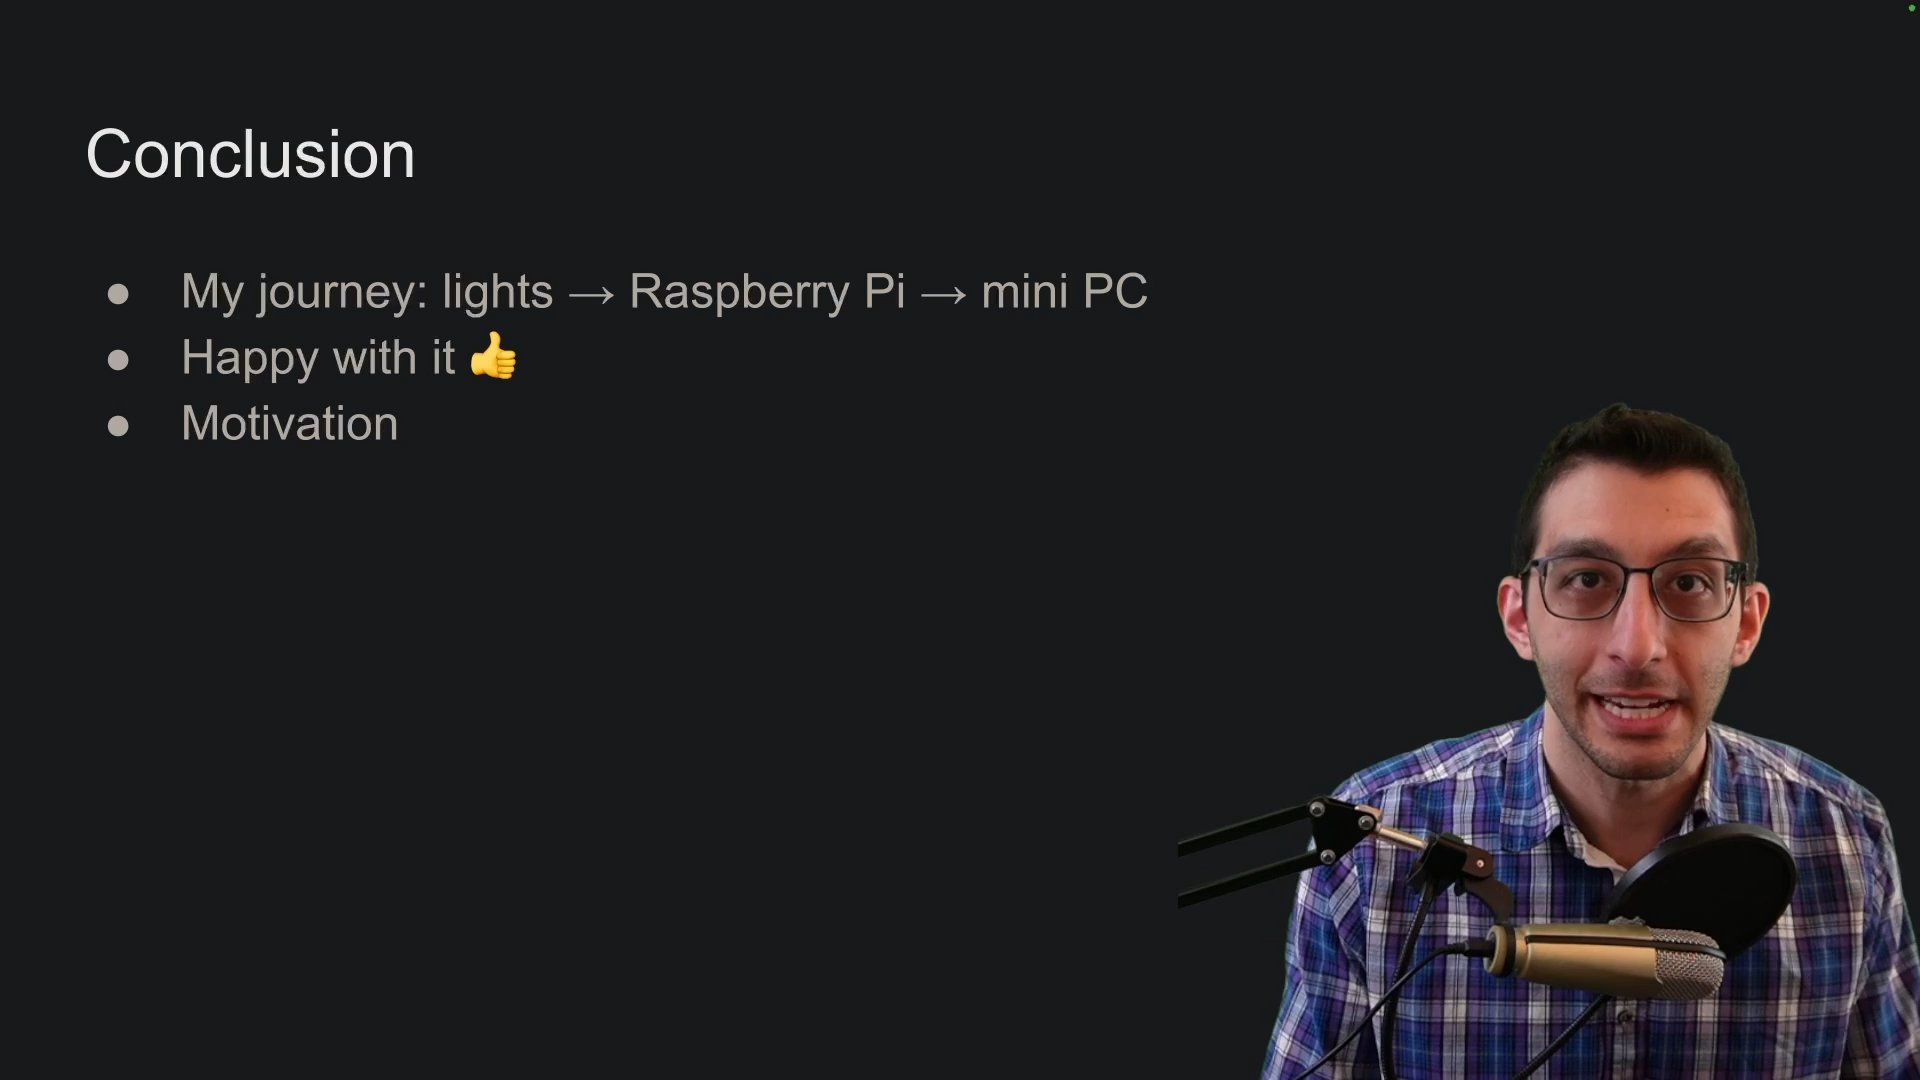 Conclusion
● My journey: lights → Raspberry Pi → mini PC
● Happy with it 👍
● Motivation